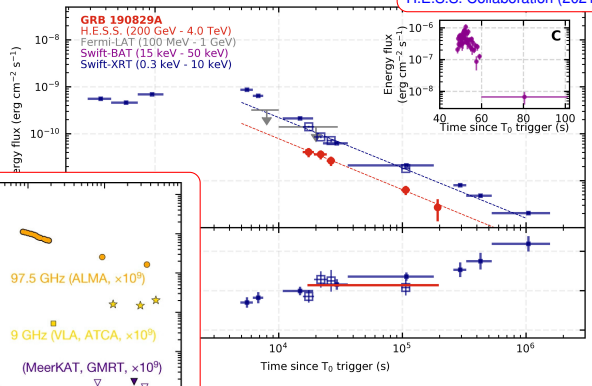 H.E.S.S. Collaboration (202
GRB 190829A
H.E.S.S. (200 GeV - 4.0 TeV)
Fermi-LAT (100 MeV - 1 GeV)
Swift-BAT (15 keV - 50 keV)
Swift-XRT (0.3 keV - 10 keV)
10⁻⁸
10⁻⁹
10⁻¹⁰
ergy flux (erg cm⁻² s⁻¹)
C
Energy flux
(erg cm⁻² s⁻¹)
10⁻⁶
10⁻⁷
10⁻⁸
40 60 80 100
Time since T₀ trigger (s)
97.5 GHz (ALMA, ×10⁹)
9 GHz (VLA, ATCA, ×10⁹)
(MeerKAT, GMRT, ×10⁹)
10⁴ 10⁵ 10⁶
Time since T₀ trigger (s)